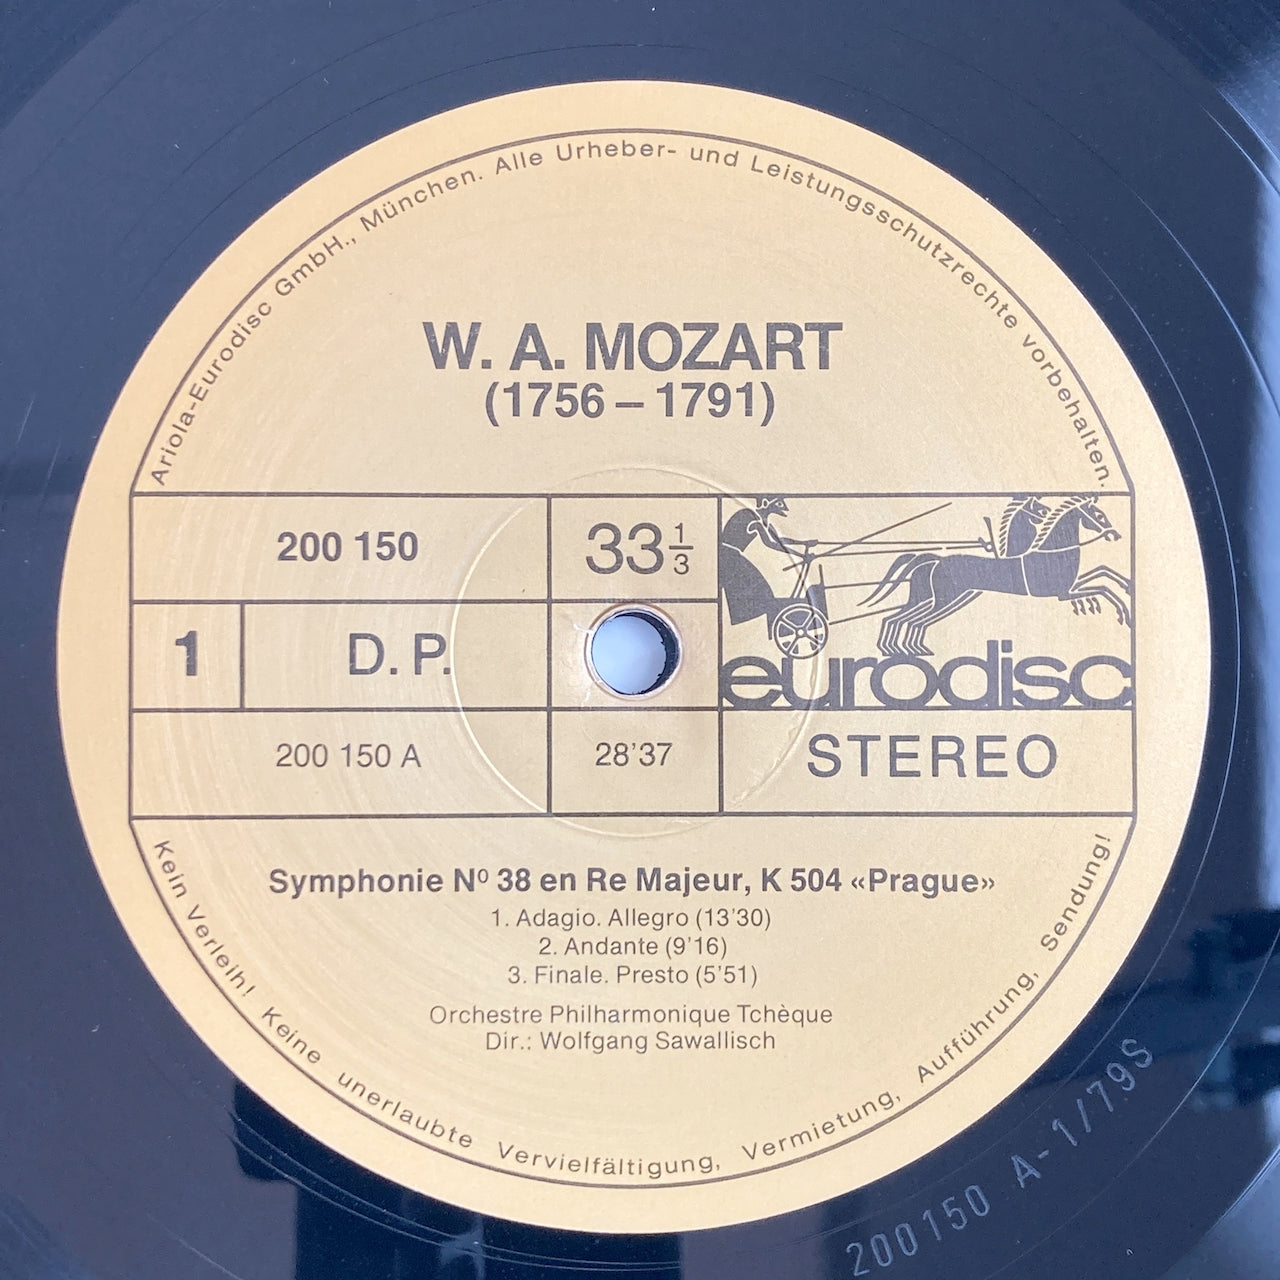 Ariola-Eurodisc GmbH., München. Alle Urheber- und Leistungsschutzrechte vorbehalten.
W. A. MOZART
(1756 – 1791)
200 150
33 1/3
1
D. P.
eurodisc
200 150 A
28'37
STEREO
Symphonie Nº 38 en Re Majeur, K 504 «Prague»
1. Adagio. Allegro (13'30)
2. Andante (9'16)
3. Finale. Presto (5'51)
Orchestre Philharmonique Tchèque
Dir.: Wolfgang Sawallisch
Kein Verleih! Keine unerlaubte Vervielfältigung, Vermietung, Aufführung, Sendung!
200150 A-1/79S